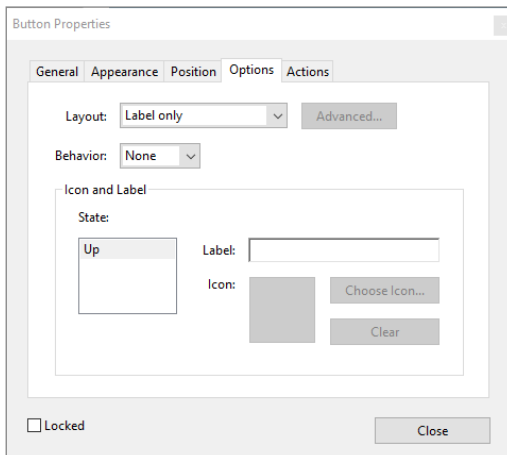 Button Properties
General Appearance Position Options Actions
Layout: Label only Advanced...
Behavior: None
Icon and Label
State:
Up Label:
Icon: Choose Icon...
Clear
Locked Close